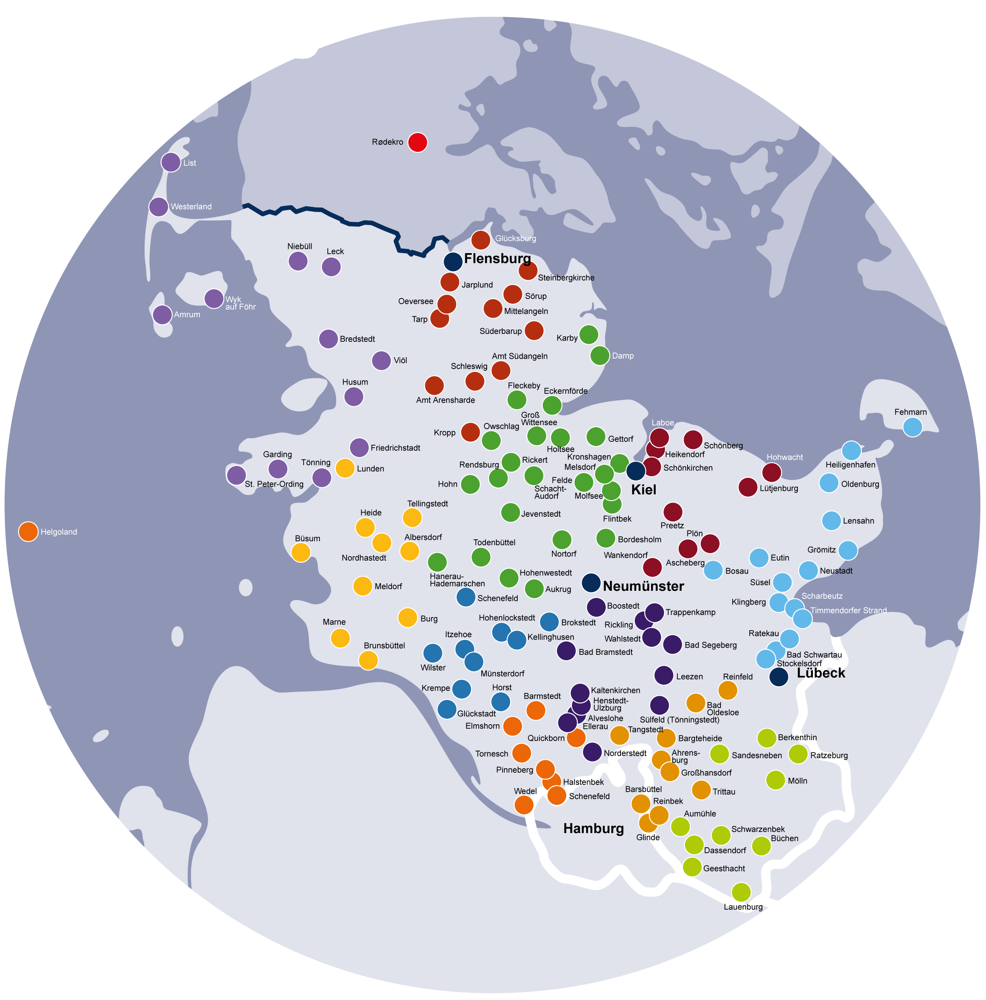 Rødekro
List
Westerland
Glücksburg
Niebüll
Leck
Flensburg
Steinbergkirche
Jarplund
Sörup
Oeversee
Wyk
auf Föhr
Mittelangeln
Amrum
Tarp
Süderbarup
Karby
Bredstedt
Damp
Amt Südangeln
Viöl
Schleswig
Husum
Fleckeby
Eckernförde
Amt Arensharde
Fehmarn
Groß
Wittensee
Laboe
Owschlag
Kropp
Gettorf
Schönberg
Holtsee
Friedrichstadt
Heikendorf
Garding
Kronshagen
Hohwacht
Tönning
Rickert
Rendsburg
Heiligenhafen
Melsdorf
Lunden
Schönkirchen
Felde
St. Peter-Ording
Hohn
Oldenburg
Schacht-
Audorf
Kiel
Lütjenburg
Molfsee
Tellingstedt
Heide
Jevenstedt
Flintbek
Lensahn
Preetz
Helgoland
Plön
Büsum
Albersdorf
Bordesholm
Todenbüttel
Grömitz
Nortorf
Wankendorf
Nordhastedt
Eutin
Ascheberg
Bosau
Neustadt
Hohenwestedt
Hanerau-
Hademarschen
Süsel
Meldorf
Neumünster
Aukrug
Scharbeutz
Schenefeld
Klingberg
Boostedt
Timmendorfer Strand
Trappenkamp
Hohenlockstedt
Burg
Marne
Brokstedt
Rickling
Itzehoe
Ratekau
Kellinghusen
Wahlstedt
Brunsbüttel
Bad Segeberg
Bad Bramstedt
Bad Schwartau
Stockelsdorf
Wilster
Münsterdorf
Lübeck
Leezen
Reinfeld
Krempe
Horst
Kaltenkirchen
Barmstedt
Henstedt-
Ulzburg
Bad
Oldesloe
Glückstadt
Alveslohe
Sülfeld (Tönningstedt)
Elmshorn
Ellerau
Tangstedt
Quickborn
Bargteheide
Berkenthin
Tornesch
Norderstedt
Ahrens-
burg
Sandesneben
Ratzeburg
Pinneberg
Großhansdorf
Halstenbek
Mölln
Wedel
Barsbüttel
Trittau
Schenefeld
Reinbek
Aumühle
Hamburg
Schwarzenbek
Glinde
Büchen
Dassendorf
Geesthacht
Lauenburg